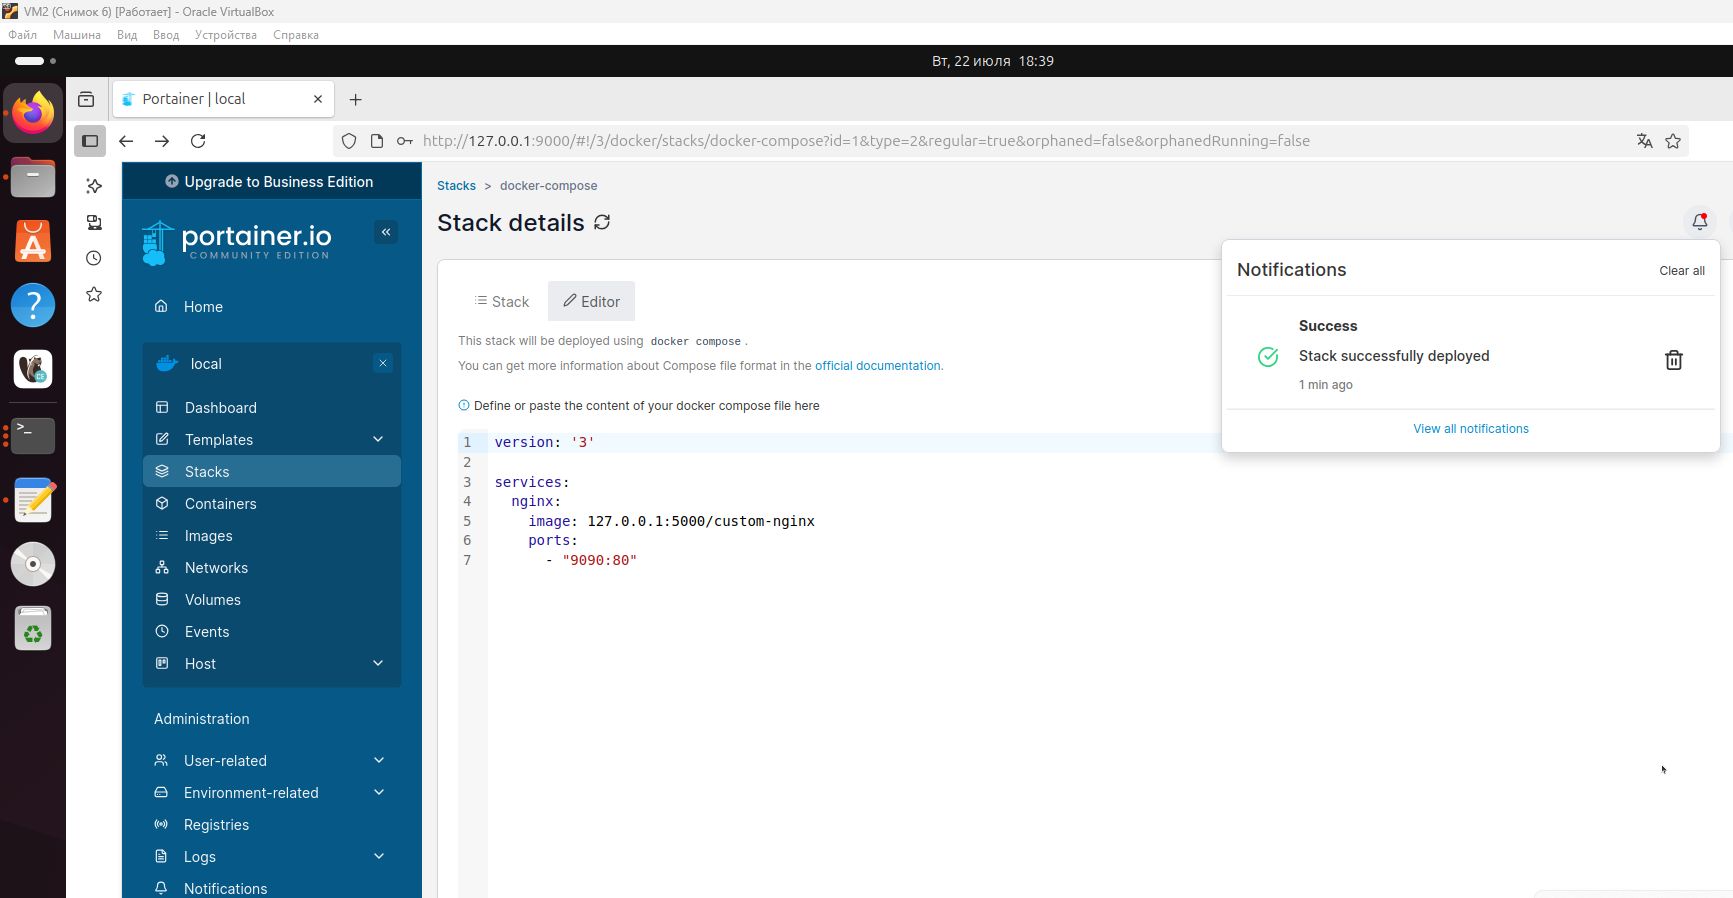 VM2 (Снимок 6) [Работает] - Oracle VirtualBox
Файл Машина Вид Ввод Устройства Справка
Вт, 22 июля 18:39
Portainer | local
http://127.0.0.1:9000/#!/3/docker/stacks/docker-compose?id=1&type=2&regular=true&orphaned=false&orphanedRunning=false
Upgrade to Business Edition
portainer.io
COMMUNITY EDITION
Home
local
Dashboard
Templates
Stacks
Containers
Images
Networks
Volumes
Events
Host
Administration
User-related
Environment-related
Registries
Logs
Notifications
Stacks > docker-compose
Stack details
Stack Editor
This stack will be deployed using docker compose .
You can get more information about Compose file format in the official documentation.
Define or paste the content of your docker compose file here
1 version: '3'
2
3 services:
4   nginx:
5     image: 127.0.0.1:5000/custom-nginx
6     ports:
7       - "9090:80"
Notifications Clear all
Success
Stack successfully deployed
1 min ago
View all notifications